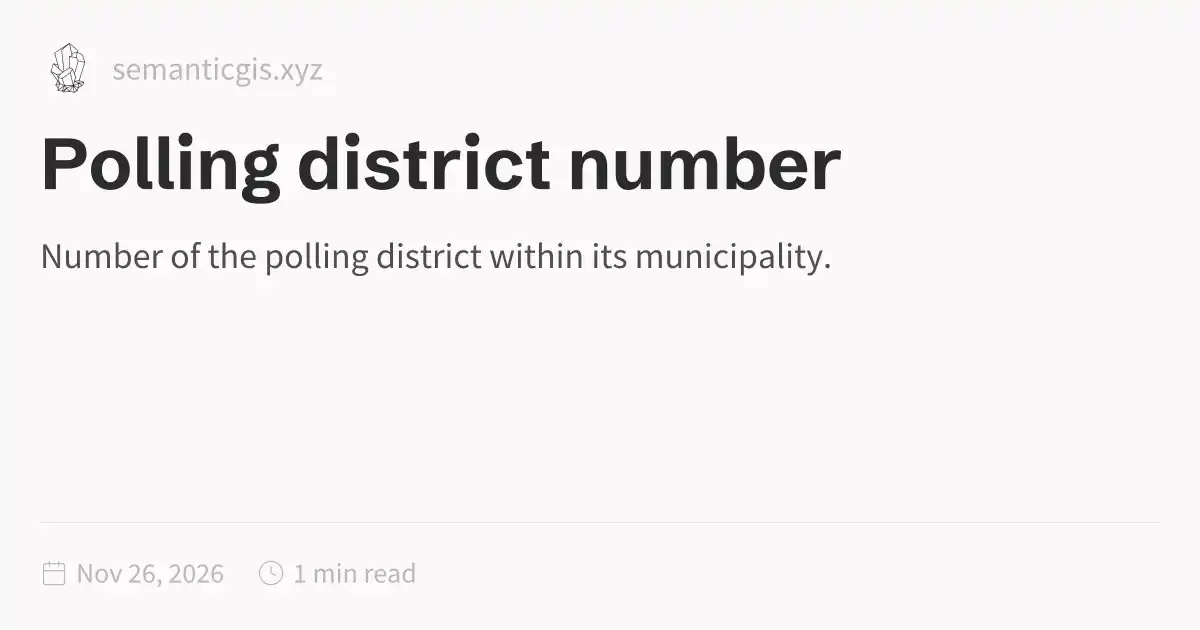 semanticgis.xyz
Polling district number
Number of the polling district within its municipality.
Nov 26, 2026 1 min read